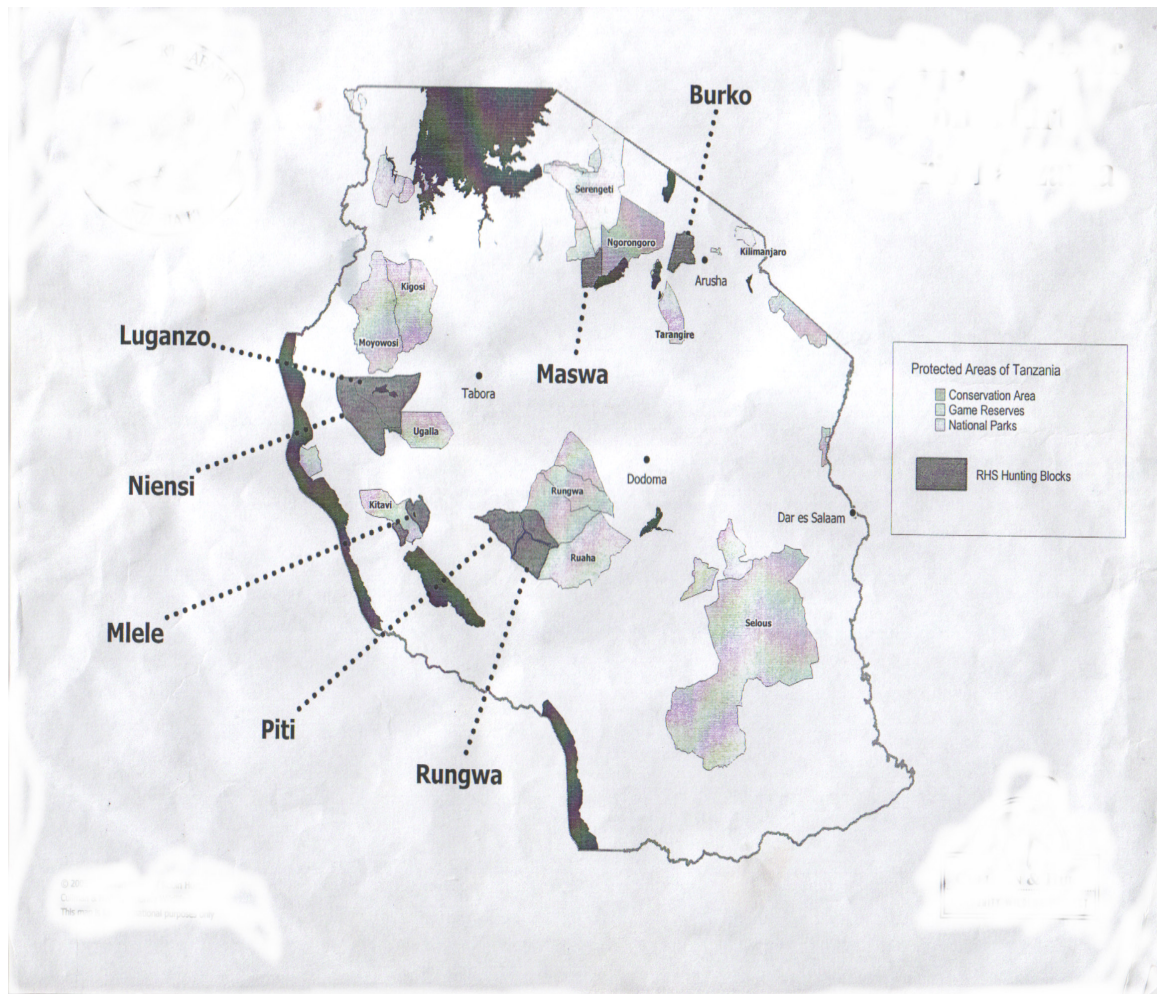 Burko
Serengeti
Ngorongoro
Kilimanjaro
Arusha
Kigosi
Luganzo
Tarangire
Moyowosi
Maswa
Tabora
Ugalla
Niensi
Dodoma
Rungwa
Kitavi
Dar es Salaam
Ruaha
Mlele
Selous
Piti
Rungwa
Protected Areas of Tanzania
Conservation Area
Game Reserves
National Parks
RHS Hunting Blocks